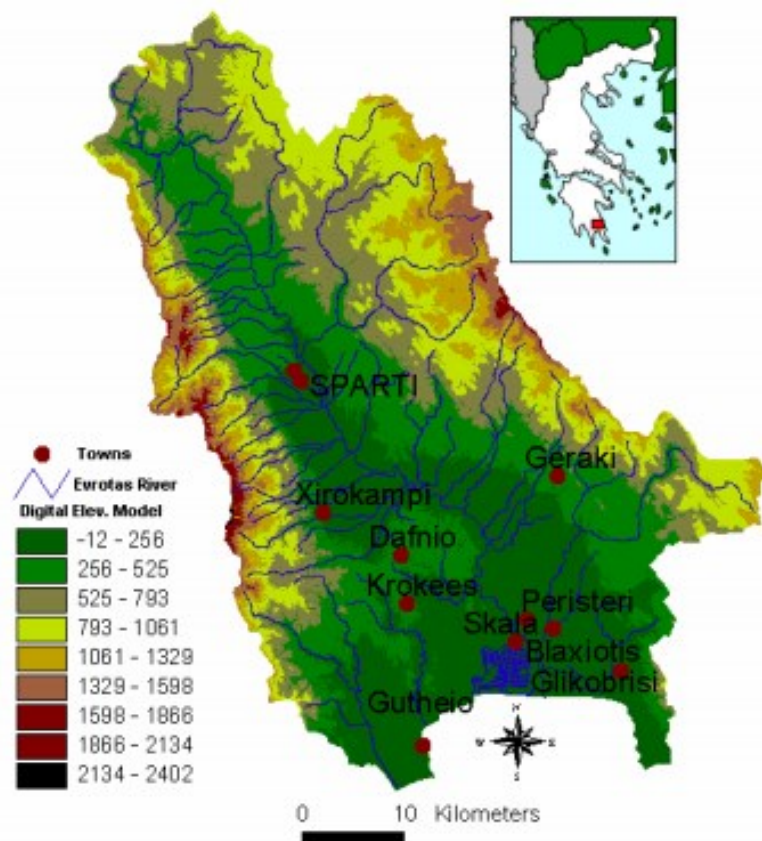 SPARTI
Geraki
Xirokampi
Dafnio
Krokees
Peristeri
Skala
Blaxiotis
Glikobrisi
Gutheio
Towns
Evrotas River
Digital Elev. Model
-12 - 256
256 - 525
525 - 793
793 - 1061
1061 - 1329
1329 - 1598
1598 - 1866
1866 - 2134
2134 - 2402
N
W E
S
0 10 Kilometers